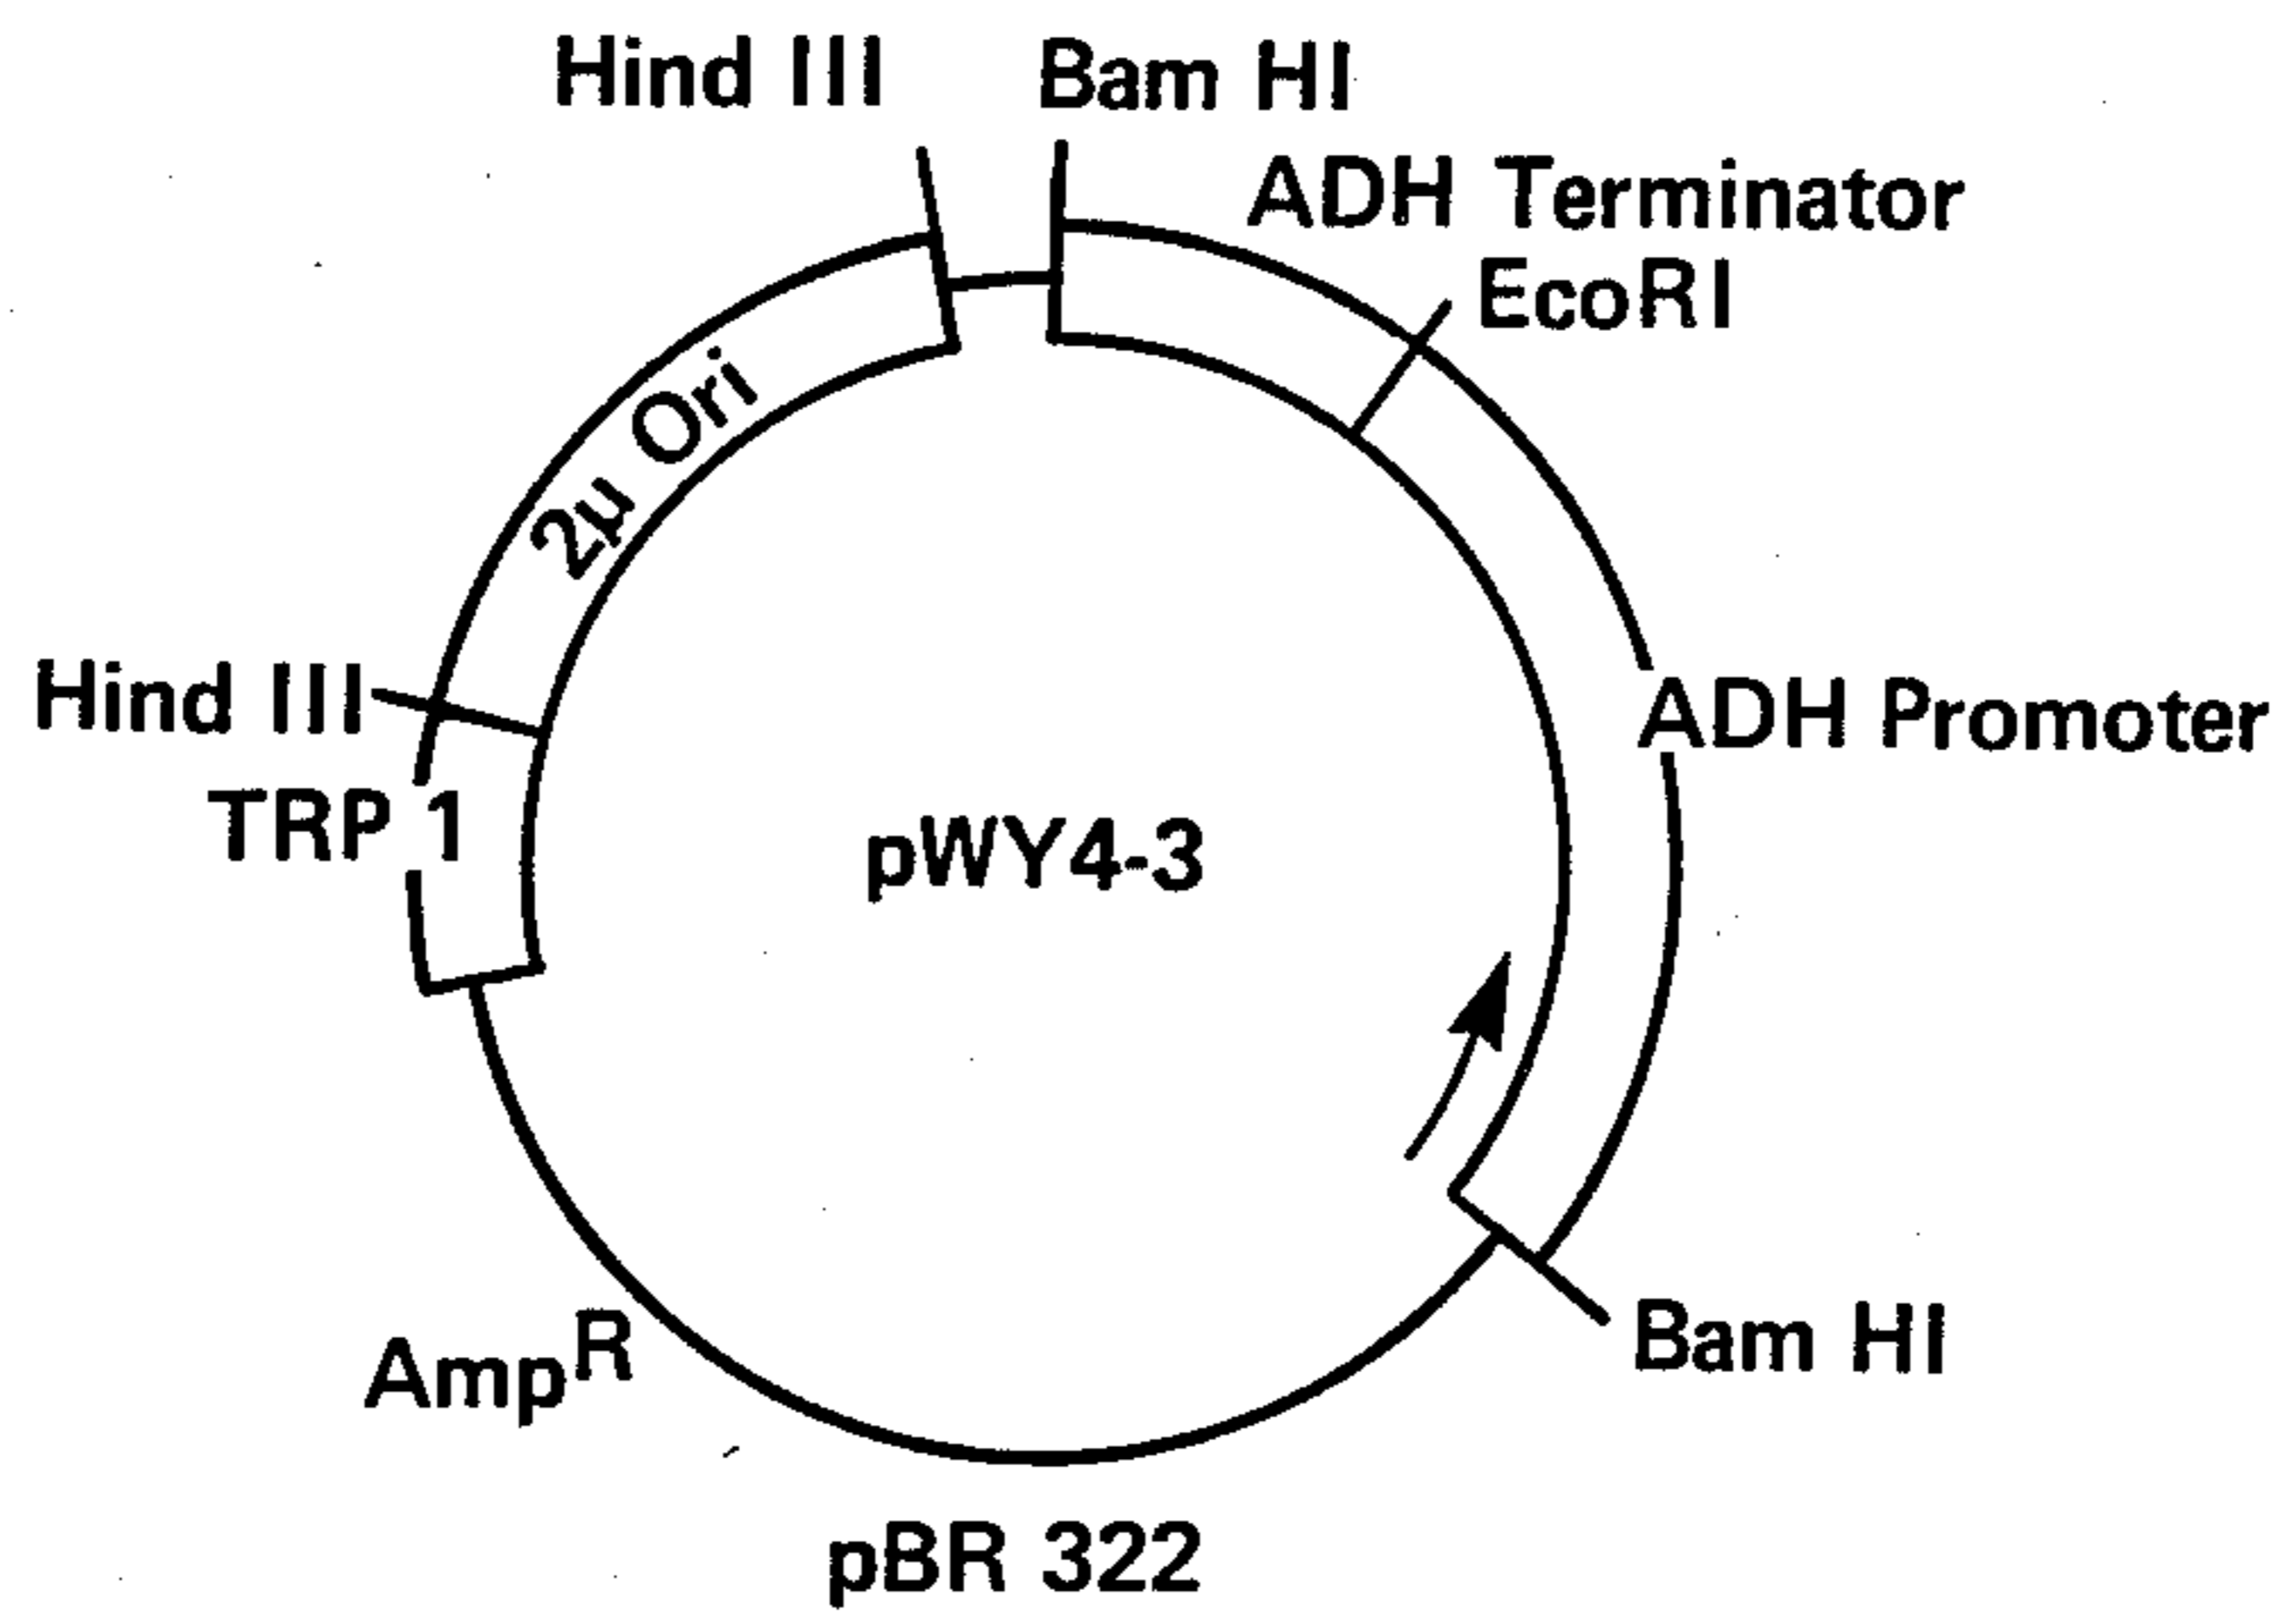 Hind III
Bam HI
ADH Terminator
EcoRI
2µ Ori
Hind III
ADH Promoter
TRP 1
pWY4-3
Bam HI
Amp^R
pBR 322